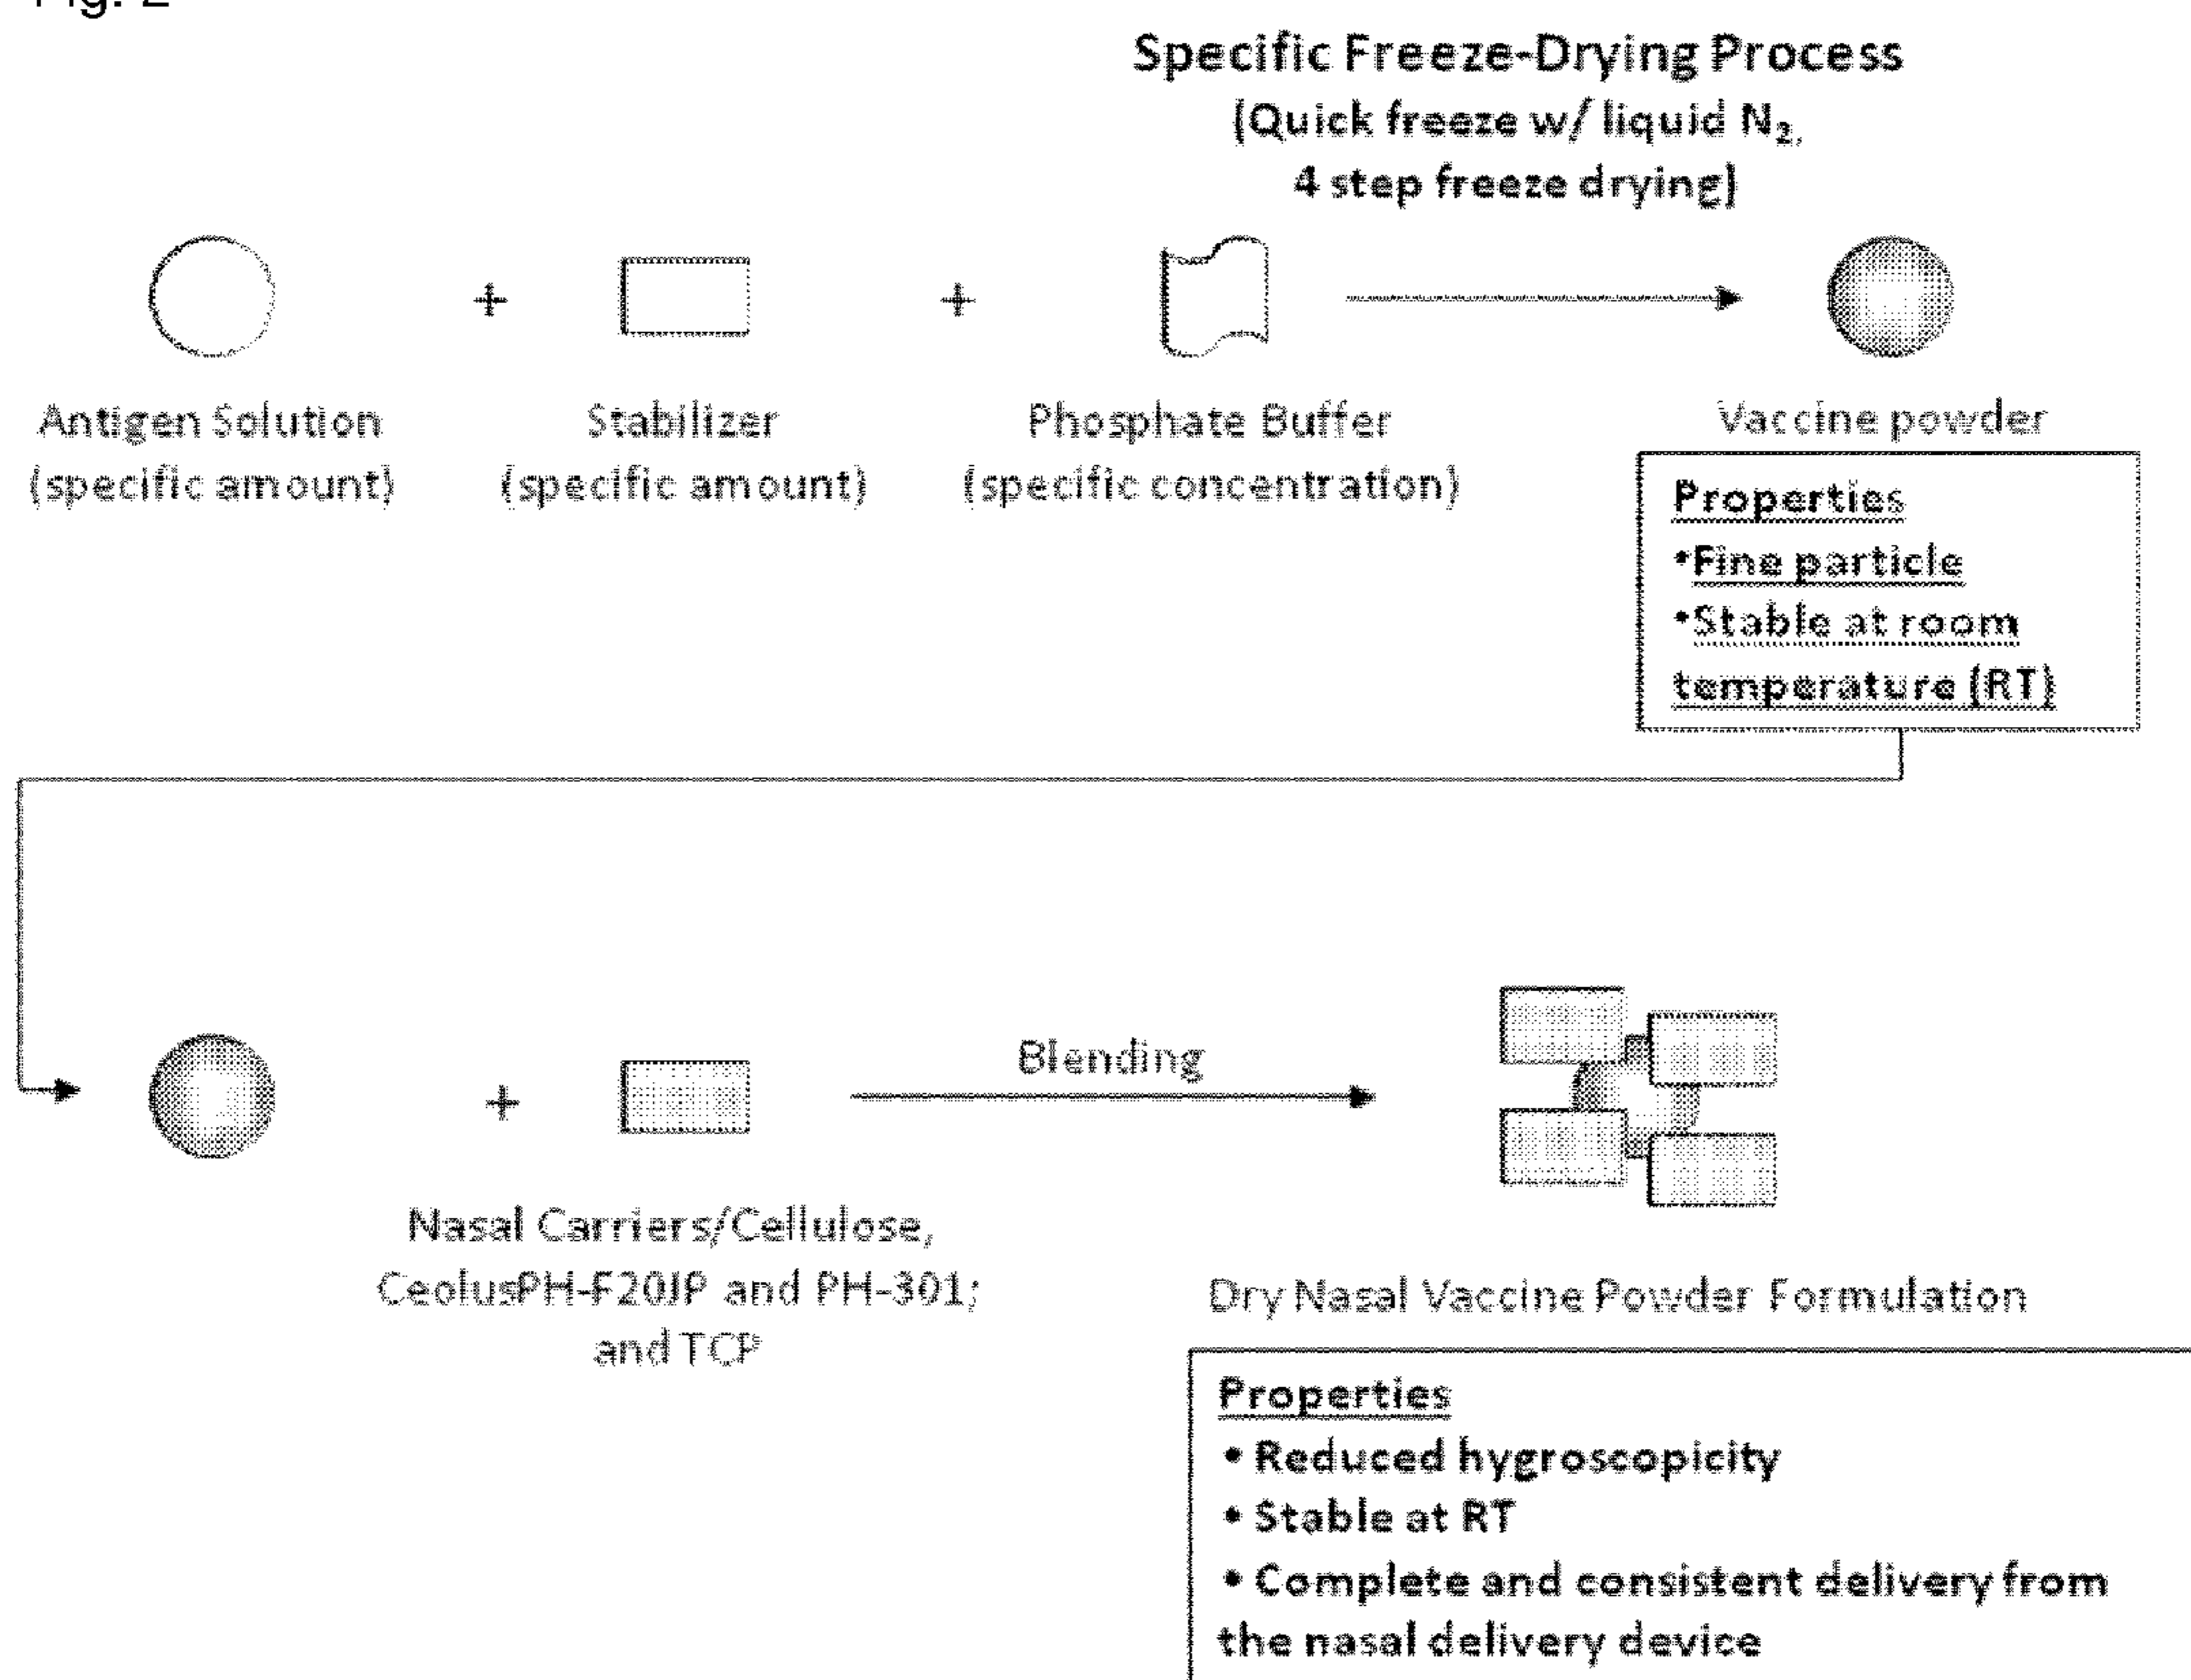 Fig. 2
Specific Freeze-Drying Process
(Quick freeze w/ liquid N₂,
4 step freeze drying)
+
+
Antigen Solution
(specific amount)
Stabilizer
(specific amount)
Phosphate Buffer
(specific concentration)
Vaccine powder
Properties
•Fine particle
•Stable at room
temperature (RT)
+
Blending
Nasal Carriers/Cellulose,
CeolusPH-F20JP and PH-301;
and TCP
Dry Nasal Vaccine Powder Formulation
Properties
• Reduced hygroscopicity
• Stable at RT
• Complete and consistent delivery from
the nasal delivery device